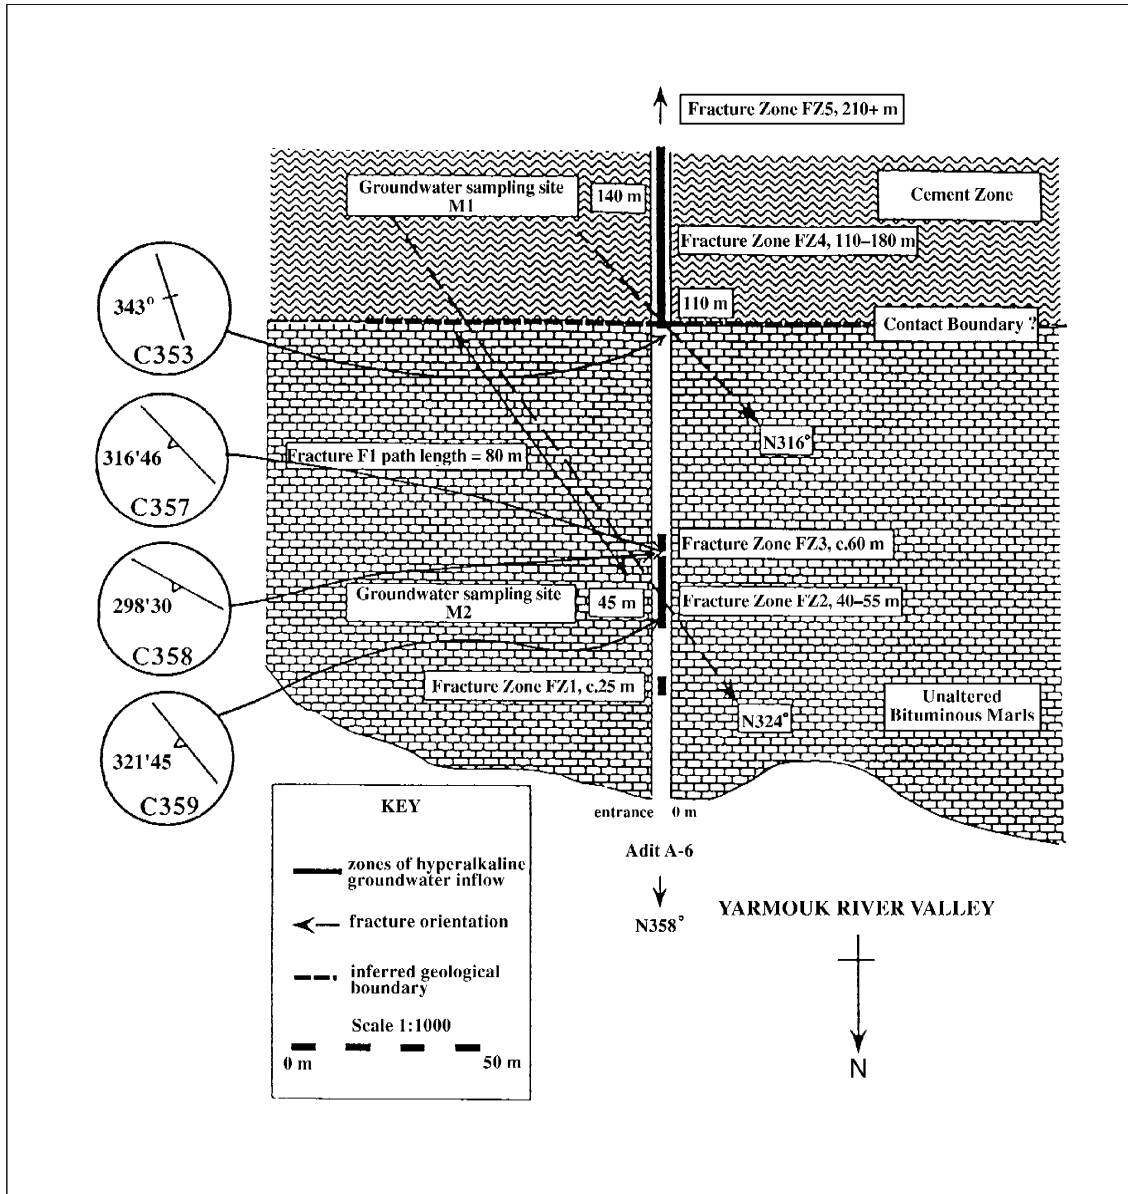 Fracture Zone FZ5, 210+ m
Groundwater sampling site
M1
140 m
Cement Zone
Fracture Zone FZ4, 110–180 m
110 m
Contact Boundary ?
343°
C353
N316°
316'46
C357
Fracture F1 path length = 80 m
Fracture Zone FZ3, c.60 m
298'30
C358
Groundwater sampling site
M2
45 m
Fracture Zone FZ2, 40–55 m
Fracture Zone FZ1, c.25 m
N324°
Unaltered
Bituminous Marls
321'45
C359
entrance 0 m
Adit A-6
N358°
YARMOUK RIVER VALLEY
N
KEY
zones of hyperalkaline
groundwater inflow
fracture orientation
inferred geological
boundary
Scale 1:1000
0 m 50 m